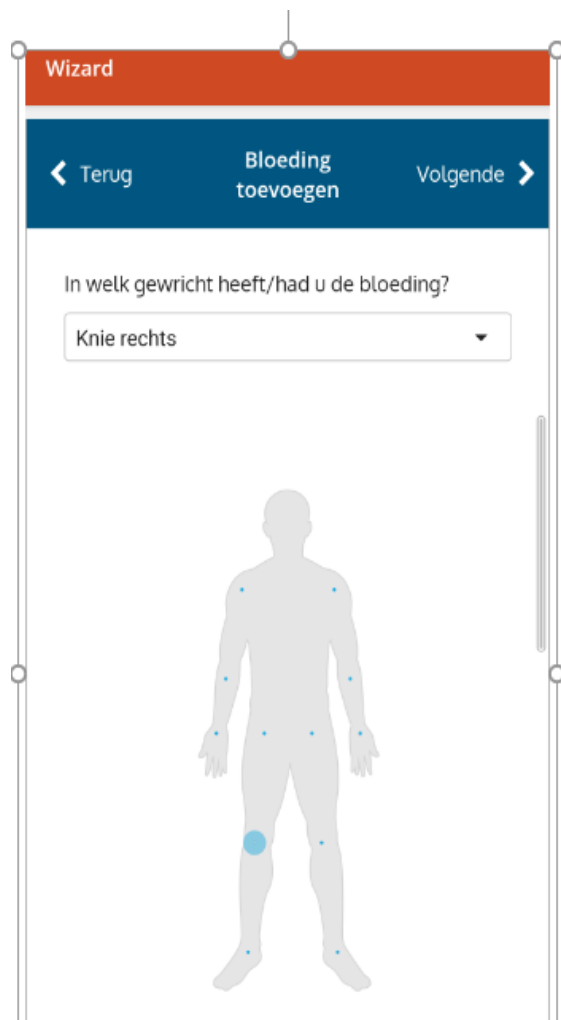 Wizard
Terug
Bloeding
toevoegen
Volgende
In welk gewricht heeft/had u de bloeding?
Knie rechts